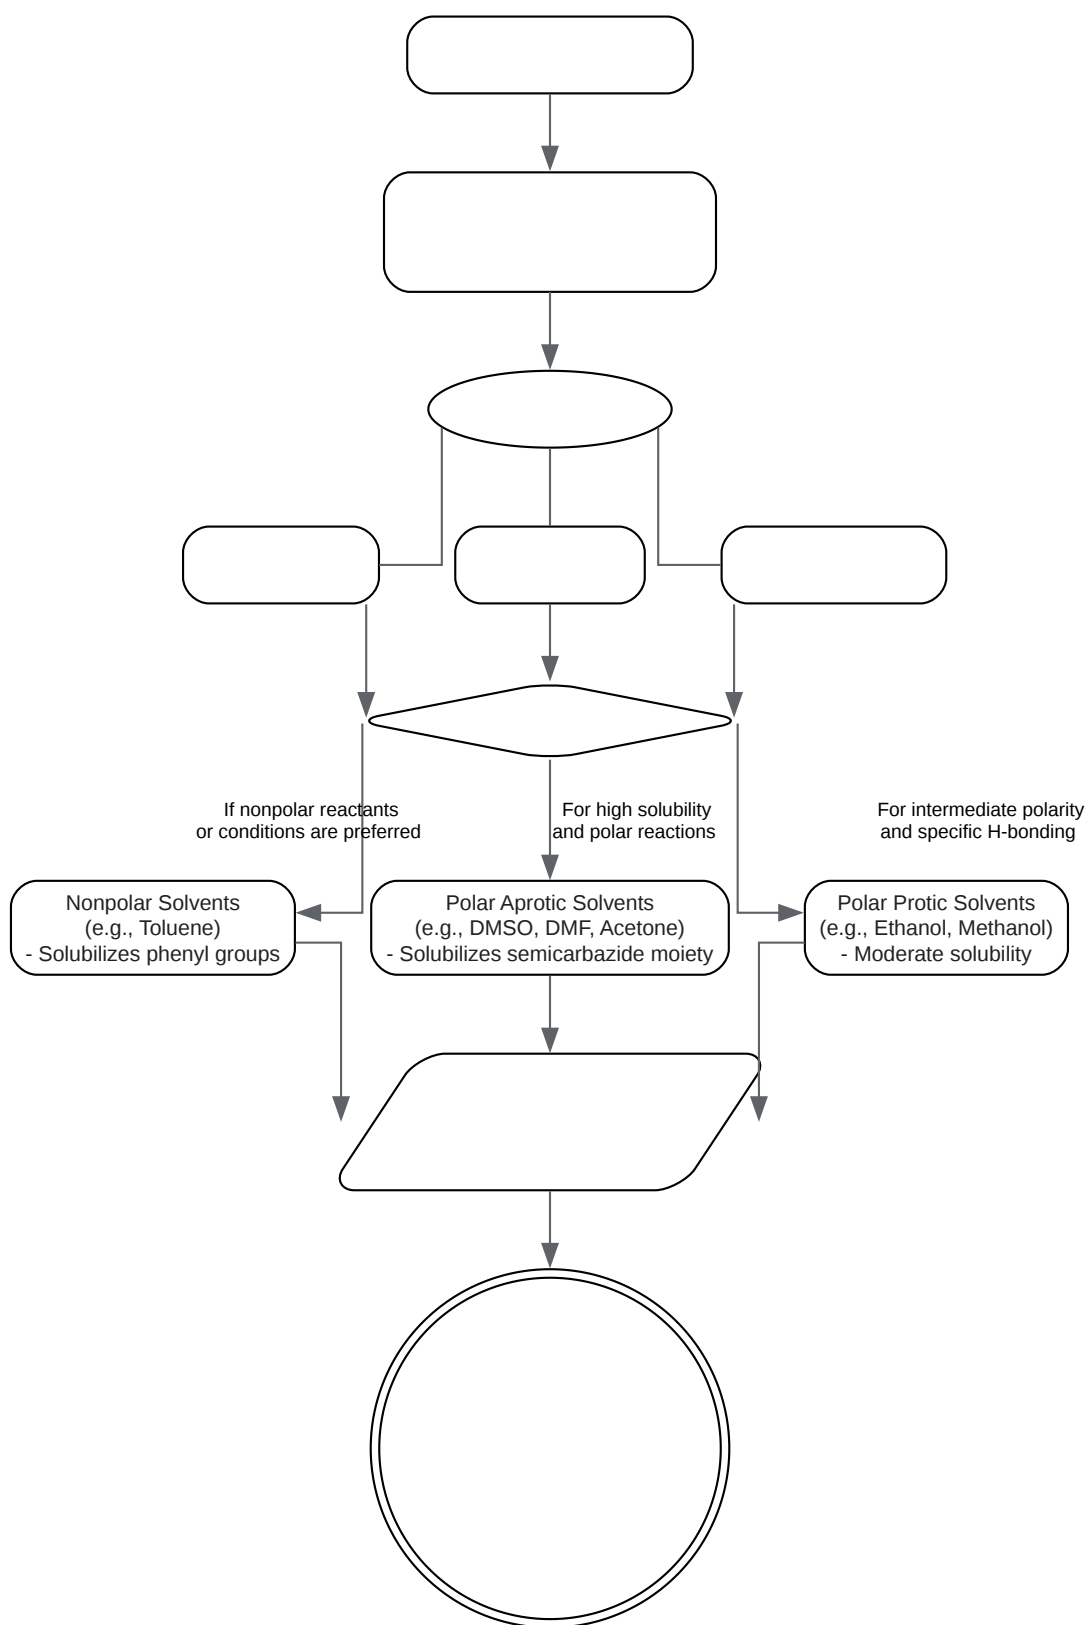 If nonpolar reactants
or conditions are preferred
For high solubility
and polar reactions
For intermediate polarity
and specific H-bonding
Nonpolar Solvents
(e.g., Toluene)
- Solubilizes phenyl groups
Polar Aprotic Solvents
(e.g., DMSO, DMF, Acetone)
- Solubilizes semicarbazide moiety
Polar Protic Solvents
(e.g., Ethanol, Methanol)
- Moderate solubility